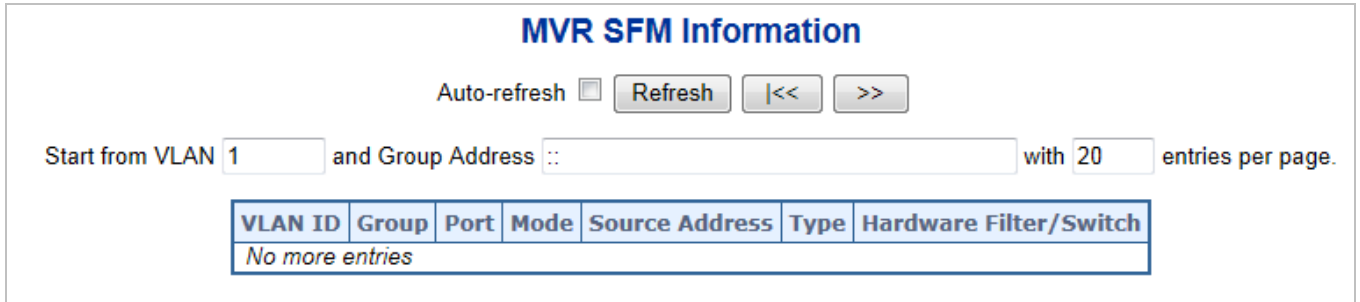 MVR SFM Information
Auto-refresh Refresh |<< >>
Start from VLAN 1 and Group Address :: with 20 entries per page.
VLAN ID Group Port Mode Source Address Type Hardware Filter/Switch
No more entries